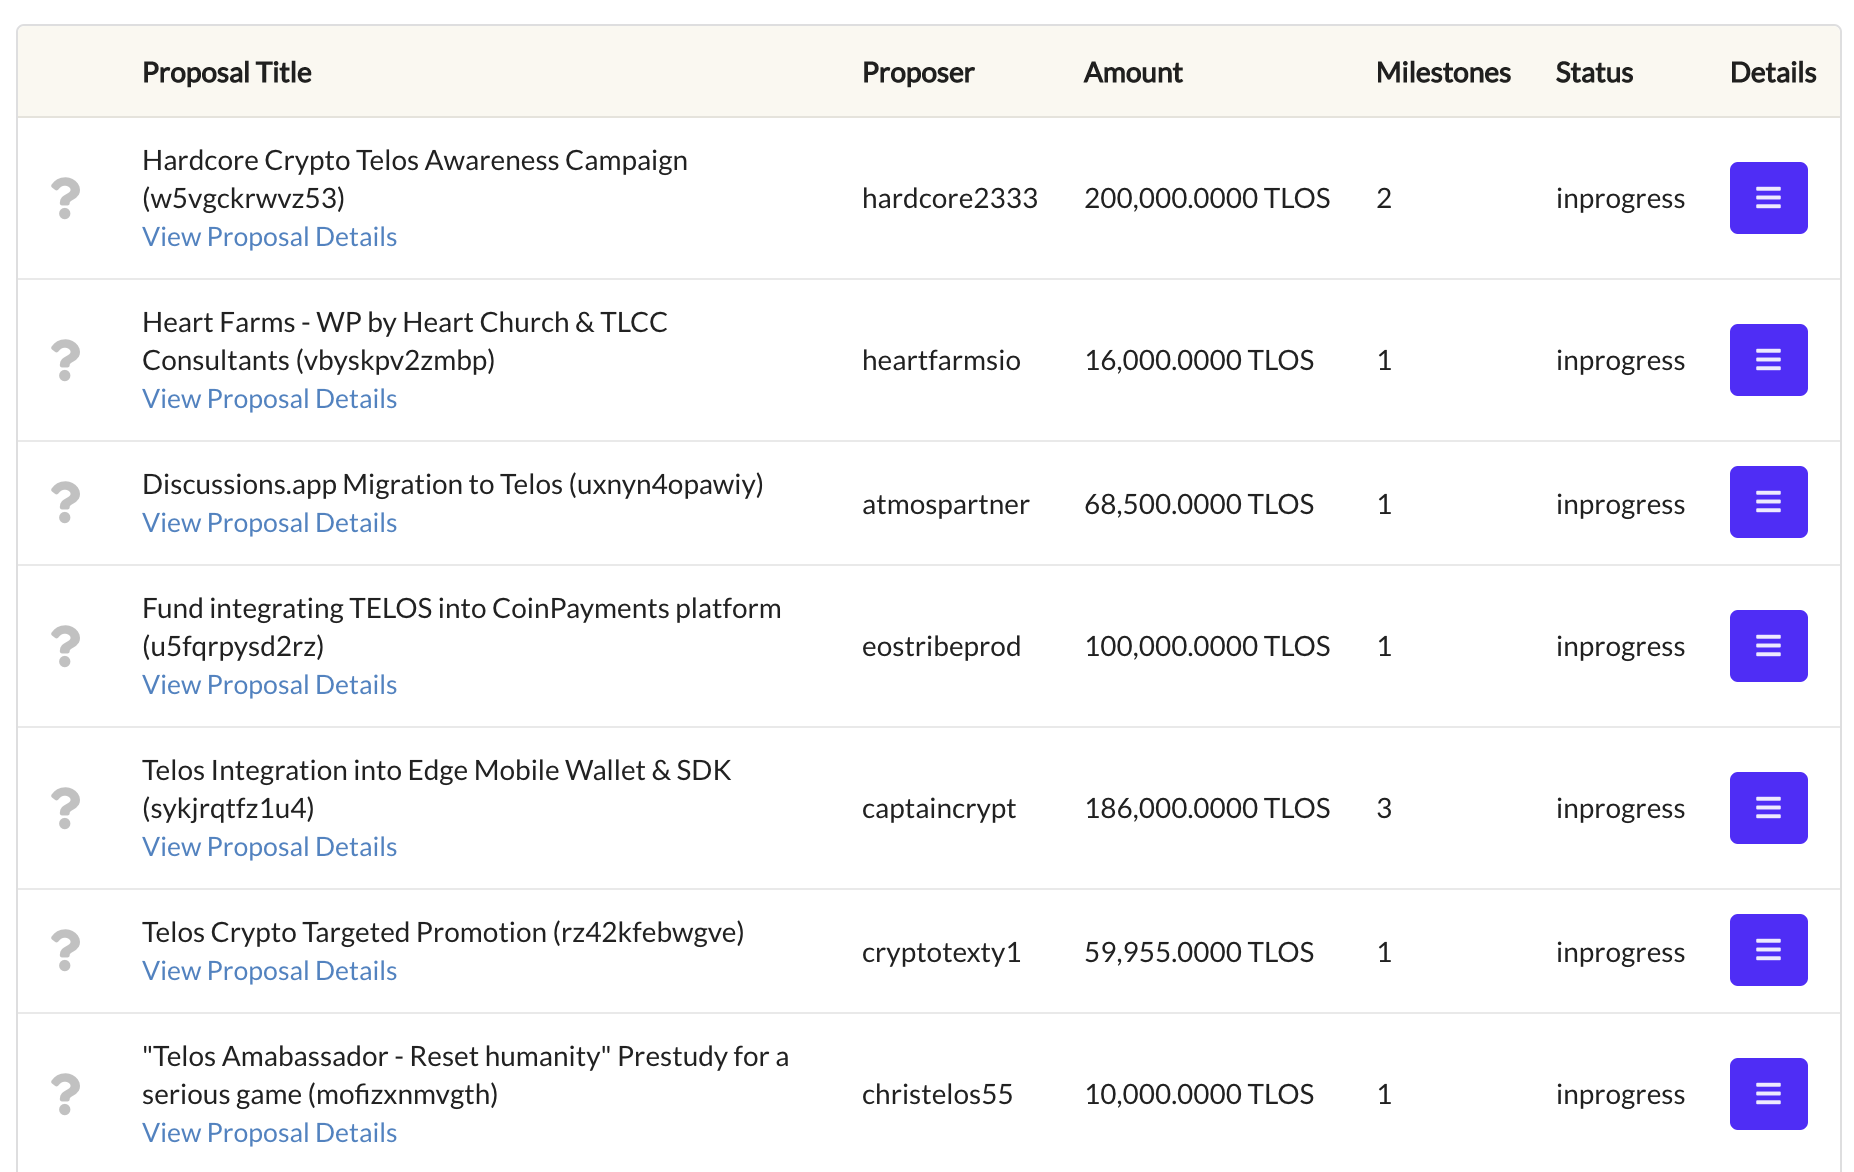 Proposal Title Proposer Amount Milestones Status Details
Hardcore Crypto Telos Awareness Campaign
(w5vgckrwvz53)
View Proposal Details
hardcore2333 200,000.0000 TLOS 2 inprogress
Heart Farms - WP by Heart Church & TLCC
Consultants (vbyskpv2zmbp)
View Proposal Details
heartfarmsio 16,000.0000 TLOS 1 inprogress
Discussions.app Migration to Telos (uxnyn4opawiy)
View Proposal Details
atmospartner 68,500.0000 TLOS 1 inprogress
Fund integrating TELOS into CoinPayments platform
(u5fqrpysd2rz)
View Proposal Details
eostribeprod 100,000.0000 TLOS 1 inprogress
Telos Integration into Edge Mobile Wallet & SDK
(sykjrqtfz1u4)
View Proposal Details
captaincrypt 186,000.0000 TLOS 3 inprogress
Telos Crypto Targeted Promotion (rz42kfebwgve)
View Proposal Details
cryptotexty1 59,955.0000 TLOS 1 inprogress
"Telos Amabassador - Reset humanity" Prestudy for a
serious game (mofizxnmvgth)
View Proposal Details
christelos55 10,000.0000 TLOS 1 inprogress